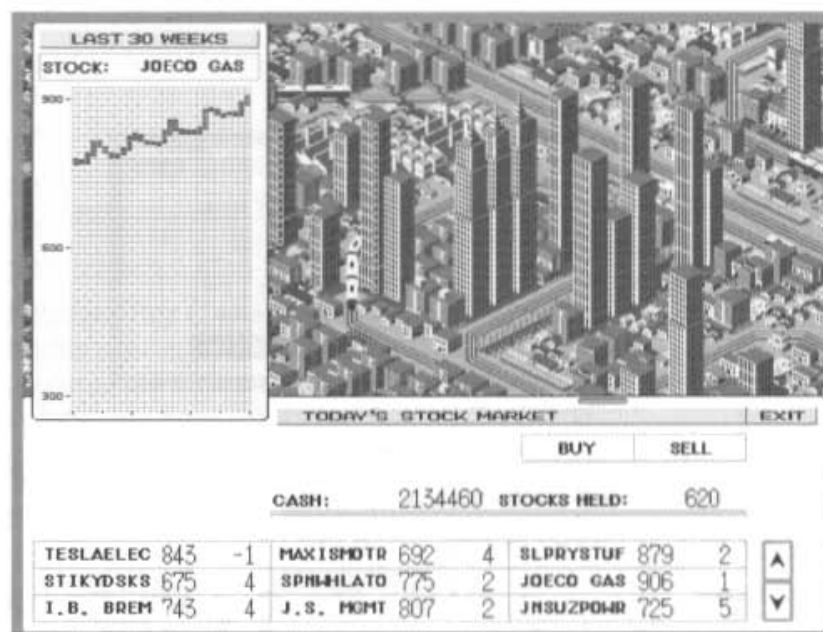 LAST 30 WEEKS
STOCK: JOECO GAS
900
600
300
TODAY'S STOCK MARKET EXIT
BUY SELL
CASH: 2134460 STOCKS HELD: 620
TESLAELEC 843 -1 MAXISMOTR 692 4 SLPRYSTUF 879 2
STIKYDSKS 675 4 SPNWHLATO 775 2 JOECO GAS 906 1
I.B. BREM 743 4 J.S. MGMT 807 2 JNSUZPOWR 725 5